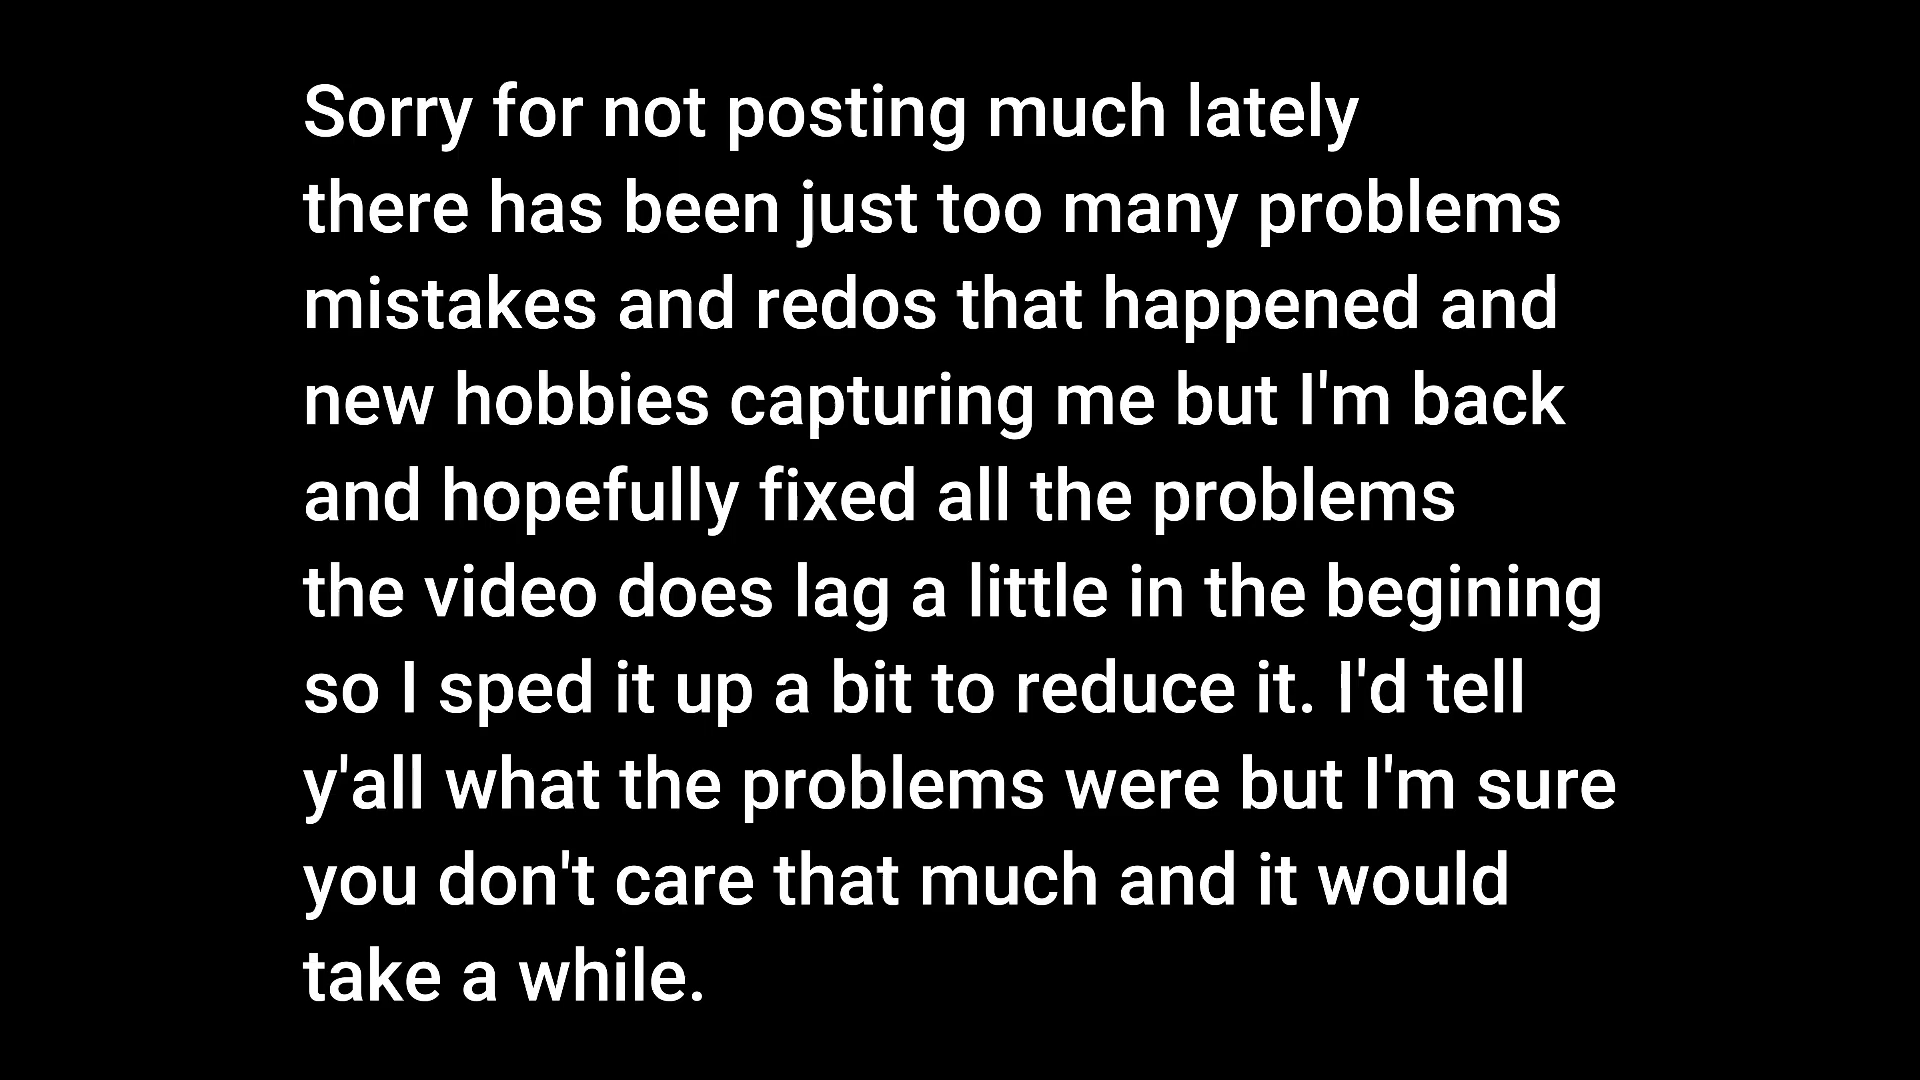 Sorry for not posting much lately
there has been just too many problems
mistakes and redos that happened and
new hobbies capturing me but I'm back
and hopefully fixed all the problems
the video does lag a little in the begining
so I sped it up a bit to reduce it. I'd tell
y'all what the problems were but I'm sure
you don't care that much and it would
take a while.